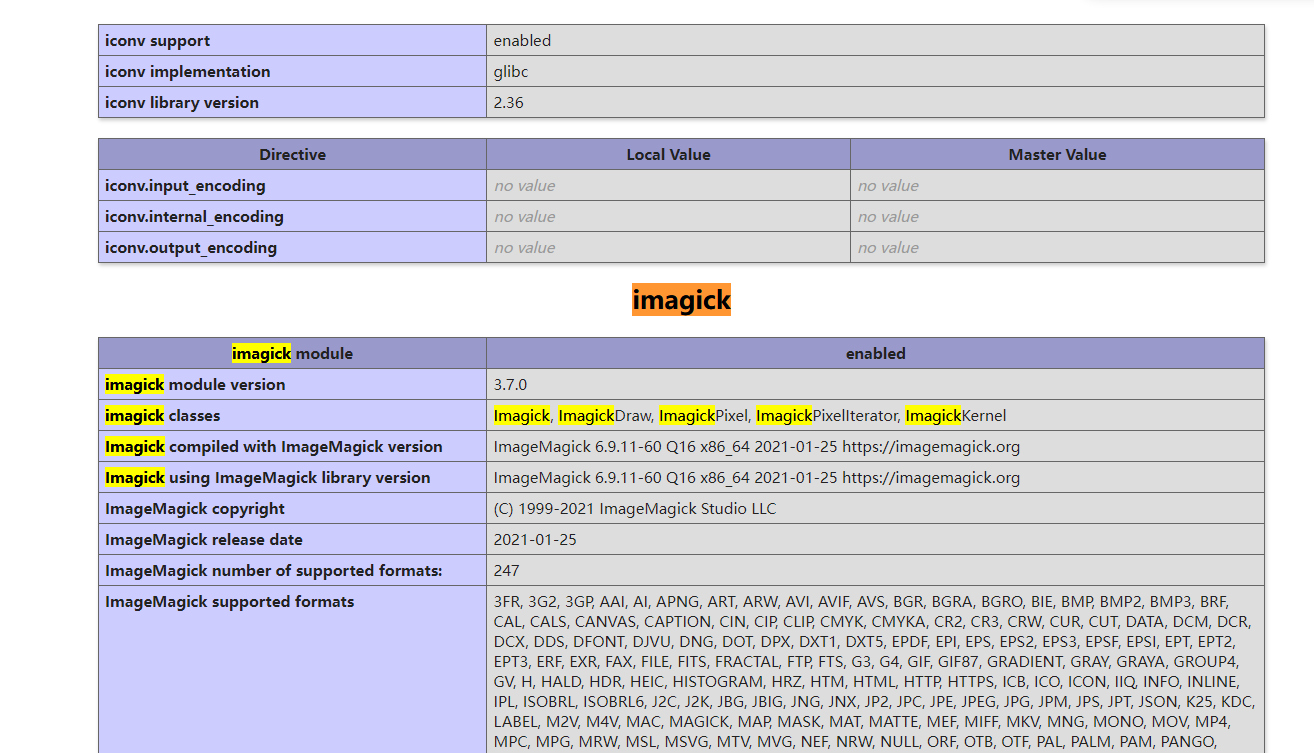 iconv support enabled
iconv implementation glibc
iconv library version 2.36
Directive Local Value Master Value
iconv.input_encoding no value no value
iconv.internal_encoding no value no value
iconv.output_encoding no value no value
imagick
imagick module enabled
imagick module version 3.7.0
imagick classes Imagick, ImagickDraw, ImagickPixel, ImagickPixelIterator, ImagickKernel
Imagick compiled with ImageMagick version ImageMagick 6.9.11-60 Q16 x86_64 2021-01-25 https://imagemagick.org
Imagick using ImageMagick library version ImageMagick 6.9.11-60 Q16 x86_64 2021-01-25 https://imagemagick.org
ImageMagick copyright (C) 1999-2021 ImageMagick Studio LLC
ImageMagick release date 2021-01-25
ImageMagick number of supported formats: 247
ImageMagick supported formats 3FR, 3G2, 3GP, AAI, AI, APNG, ART, ARW, AVI, AVIF, AVS, BGR, BGRA, BGRO, BIE, BMP, BMP2, BMP3, BRF,
CAL, CALS, CANVAS, CAPTION, CIN, CIP, CLIP, CMYK, CMYKA, CR2, CR3, CRW, CUR, CUT, DATA, DCM, DCR,
DCX, DDS, DFONT, DJVU, DNG, DOT, DPX, DXT1, DXT5, EPDF, EPI, EPS, EPS2, EPS3, EPSF, EPSI, EPT, EPT2,
EPT3, ERF, EXR, FAX, FILE, FITS, FRACTAL, FTP, FTS, G3, G4, GIF, GIF87, GRADIENT, GRAY, GRAYA, GROUP4,
GV, H, HALD, HDR, HEIC, HISTOGRAM, HRZ, HTM, HTML, HTTP, HTTPS, ICB, ICO, ICON, IIQ, INFO, INLINE,
IPL, ISOBRL, ISOBRL6, J2C, J2K, JBG, JBIG, JNG, JNX, JP2, JPC, JPE, JPEG, JPG, JPM, JPS, JPT, JSON, K25, KDC,
LABEL, M2V, M4V, MAC, MAGICK, MAP, MASK, MAT, MATTE, MEF, MIFF, MKV, MNG, MONO, MOV, MP4,
MPC, MPG, MRW, MSL, MSVG, MTV, MVG, NEF, NRW, NULL, ORF, OTB, OTF, PAL, PALM, PAM, PANGO,